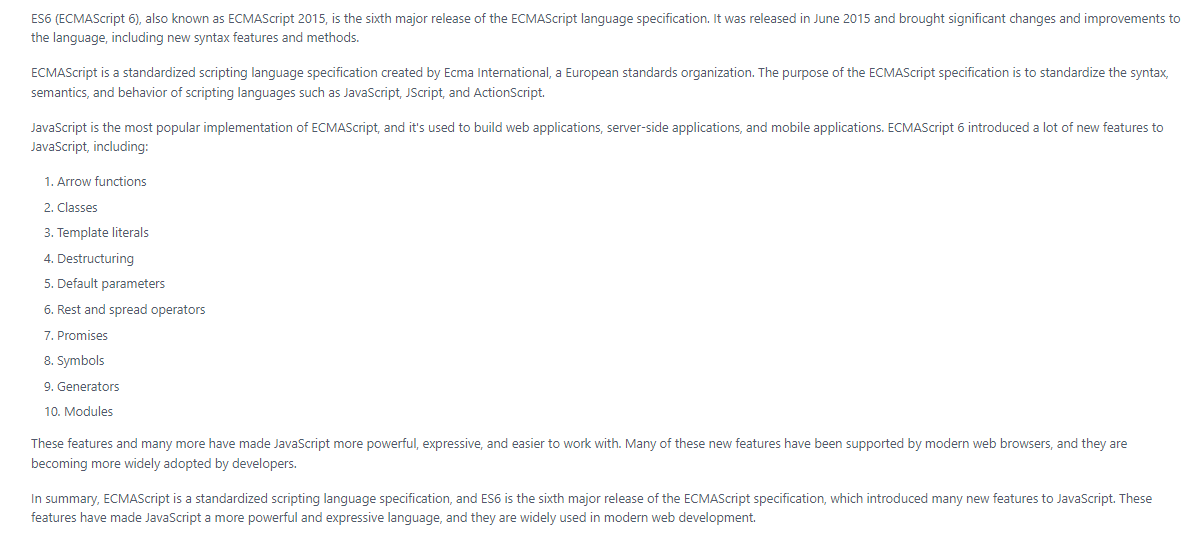 ES6 (ECMAScript 6), also known as ECMAScript 2015, is the sixth major release of the ECMAScript language specification. It was released in June 2015 and brought significant changes and improvements to
the language, including new syntax features and methods.
ECMAScript is a standardized scripting language specification created by Ecma International, a European standards organization. The purpose of the ECMAScript specification is to standardize the syntax,
semantics, and behavior of scripting languages such as JavaScript, JScript, and ActionScript.
JavaScript is the most popular implementation of ECMAScript, and it's used to build web applications, server-side applications, and mobile applications. ECMAScript 6 introduced a lot of new features to
JavaScript, including:
1. Arrow functions
2. Classes
3. Template literals
4. Destructuring
5. Default parameters
6. Rest and spread operators
7. Promises
8. Symbols
9. Generators
10. Modules
These features and many more have made JavaScript more powerful, expressive, and easier to work with. Many of these new features have been supported by modern web browsers, and they are
becoming more widely adopted by developers.
In summary, ECMAScript is a standardized scripting language specification, and ES6 is the sixth major release of the ECMAScript specification, which introduced many new features to JavaScript. These
features have made JavaScript a more powerful and expressive language, and they are widely used in modern web development.